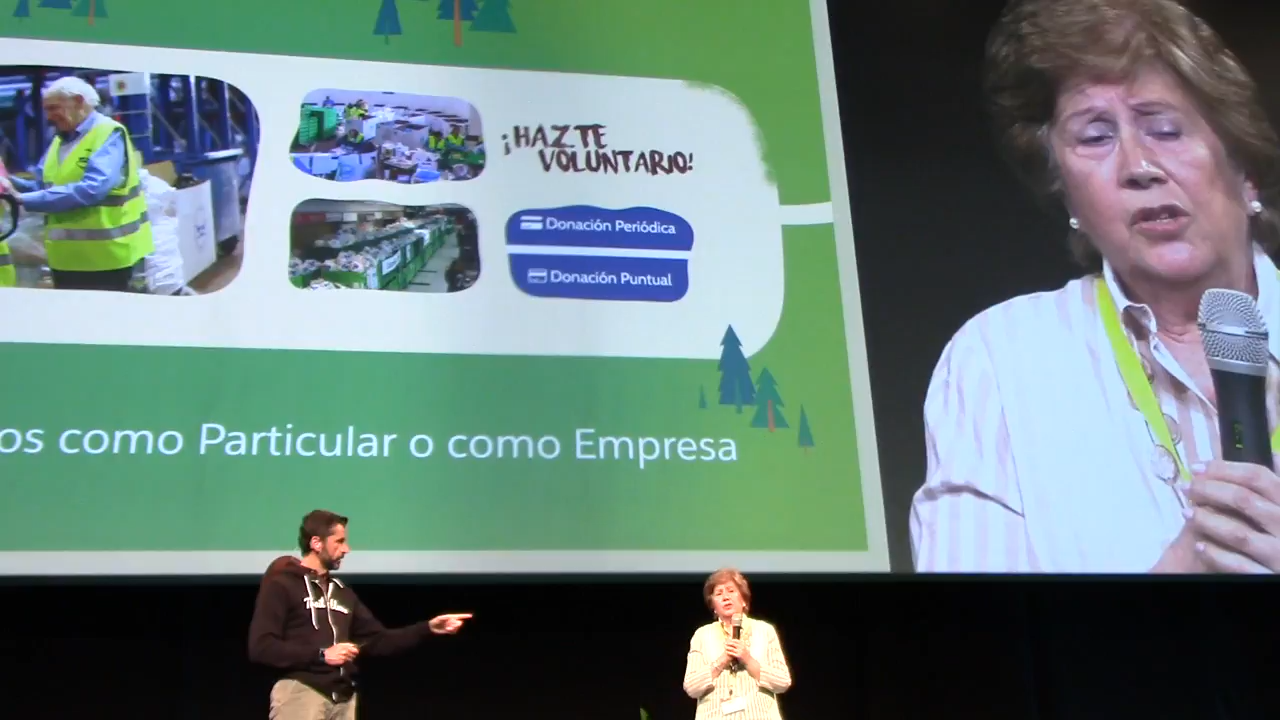 ¡HAZTE
VOLUNTARIO!
Donación Periódica
Donación Puntual
os como Particular o como Empresa